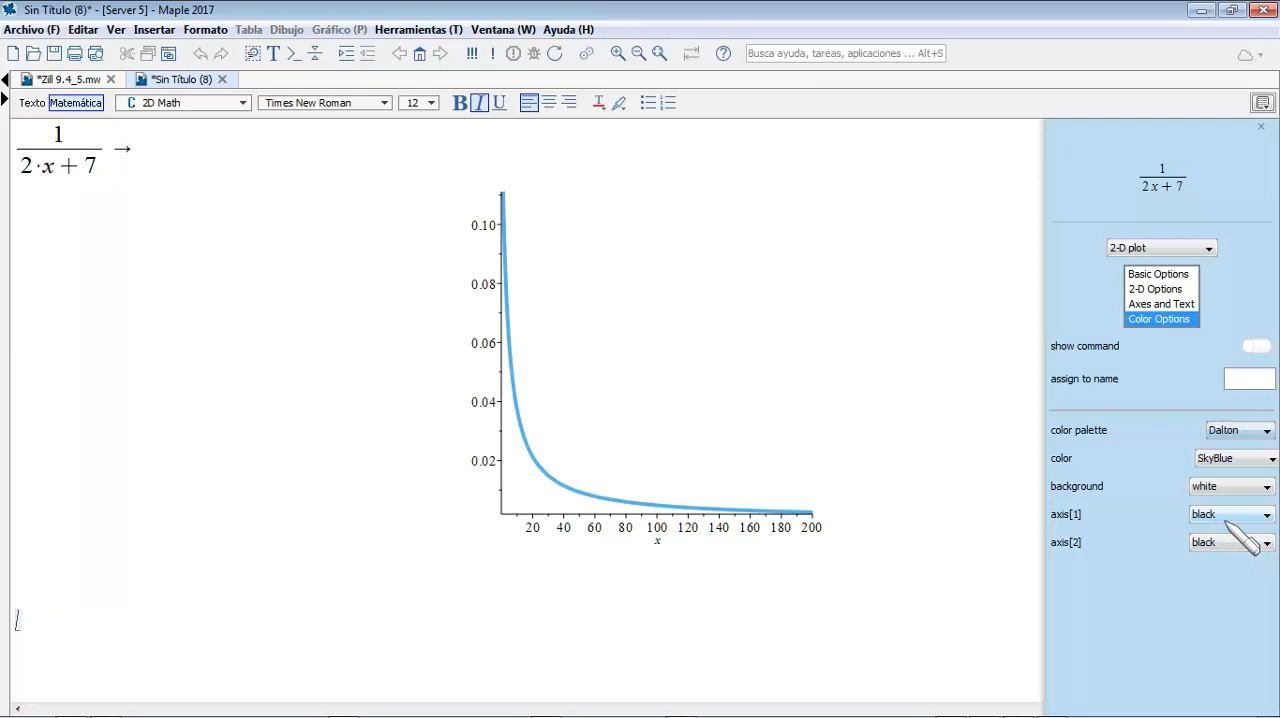 Sin Título (8)* - [Server 5] - Maple 2017
Archivo (F) Editar Ver Insertar Formato Tabla Dibujo Gráfico (P) Herramientas (T) Ventana (W) Ayuda (H)
Busca ayuda, tareas, aplicaciones ... Alt+S
*Zill 9.4_5.mw *Sin Título (8)
Texto Matemática C 2D Math Times New Roman 12 B I U
1
2·x + 7 →
1
2 x + 7
2-D plot
Basic Options
2-D Options
Axes and Text
Color Options
show command
assign to name
color palette Dalton
color SkyBlue
background white
axis[1] black
axis[2] black
0.10
0.08
0.06
0.04
0.02
20 40 60 80 100 120 140 160 180 200
x